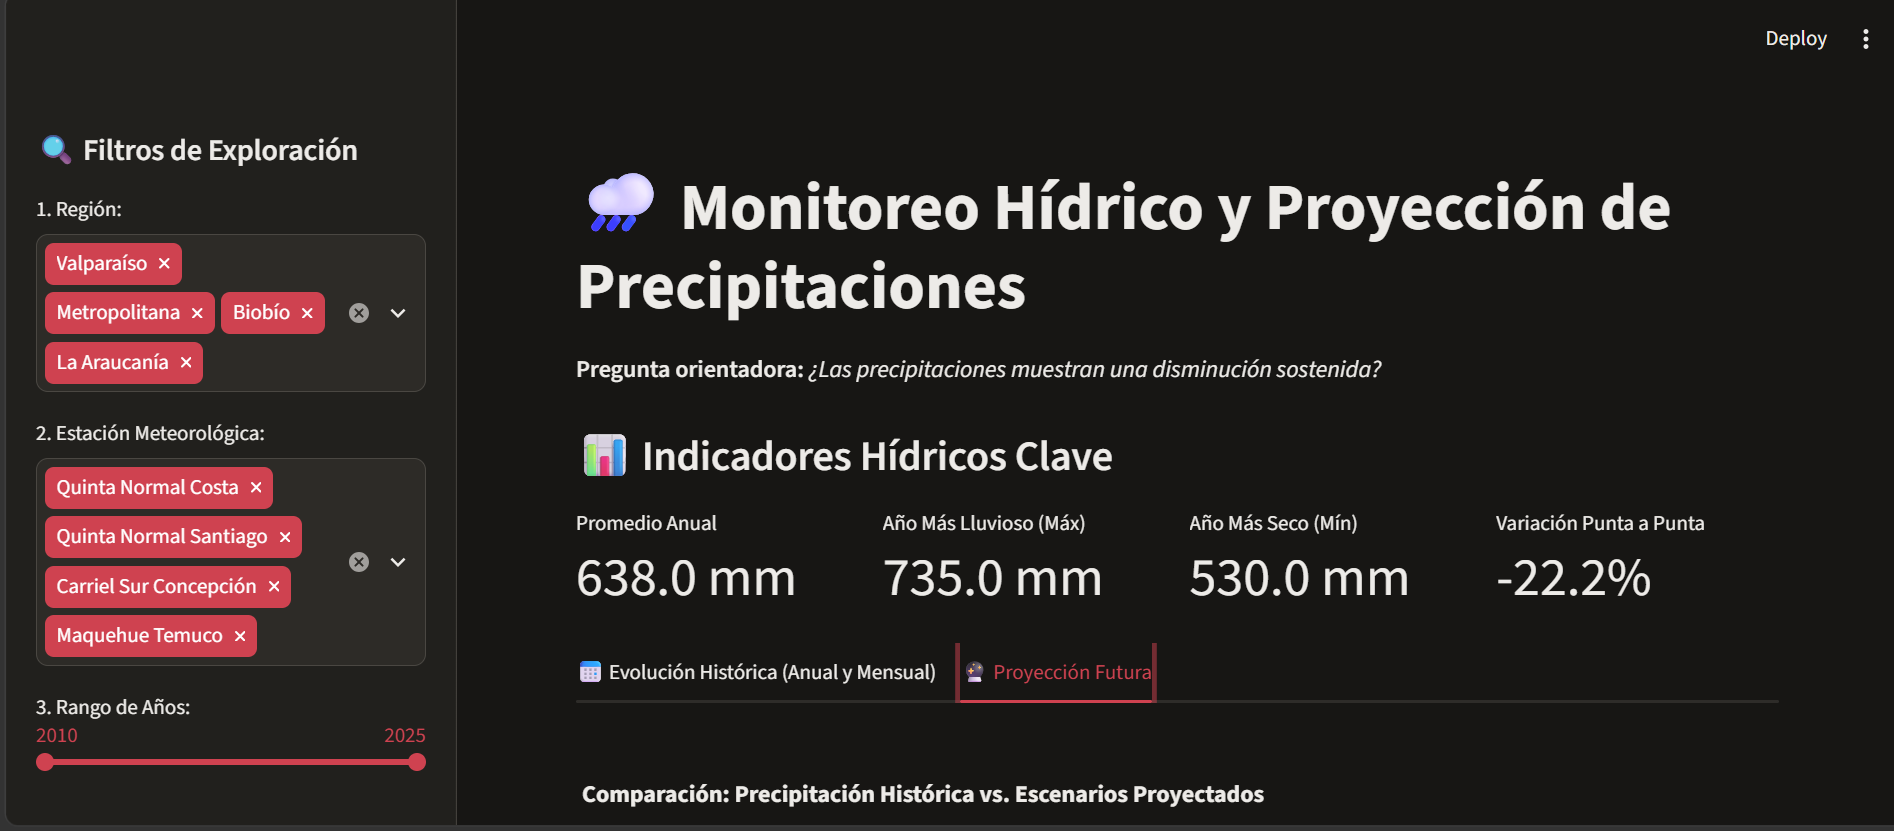 Deploy
Filtros de Exploración
1. Región:
Valparaíso
Metropolitana Biobío
La Araucanía
2. Estación Meteorológica:
Quinta Normal Costa
Quinta Normal Santiago
Carriel Sur Concepción
Maquehue Temuco
3. Rango de Años:
2010 2025
Monitoreo Hídrico y Proyección de
Precipitaciones
Pregunta orientadora: ¿Las precipitaciones muestran una disminución sostenida?
Indicadores Hídricos Clave
Promedio Anual
638.0 mm
Año Más Lluvioso (Máx)
735.0 mm
Año Más Seco (Mín)
530.0 mm
Variación Punta a Punta
-22.2%
Evolución Histórica (Anual y Mensual) Proyección Futura
Comparación: Precipitación Histórica vs. Escenarios Proyectados